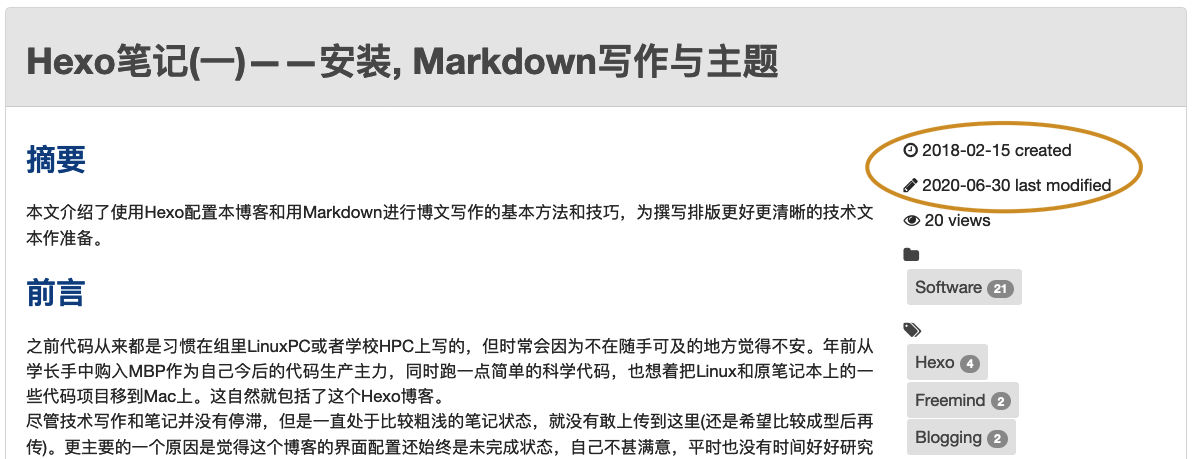 Hexo笔记(一)——安装, Markdown写作与主题
摘要
本文介绍了使用Hexo配置本博客和用Markdown进行博文写作的基本方法和技巧，为撰写排版更好更清晰的技术文
本作准备。
前言
之前代码从来都是习惯在组里LinuxPC或者学校HPC上写的，但时常会因为不在随手可及的地方觉得不安。年前从
学长手中购入MBP作为自己今后的代码生产主力，同时跑一点简单的科学代码，也想着把Linux和原笔记本上的一
些代码项目移到Mac上。这自然就包括了这个Hexo博客。
尽管技术写作和笔记并没有停滞，但是一直处于比较粗浅的笔记状态，就没有敢上传到这里(还是希望比较成型后再
传)。更主要的一个原因是觉得这个博客的界面配置还始终是未完成状态，自己不甚满意，平时也没有时间好好研究
2018-02-15 created
2020-06-30 last modified
20 views
Software 21
Hexo 4
Freemind 2
Blogging 2